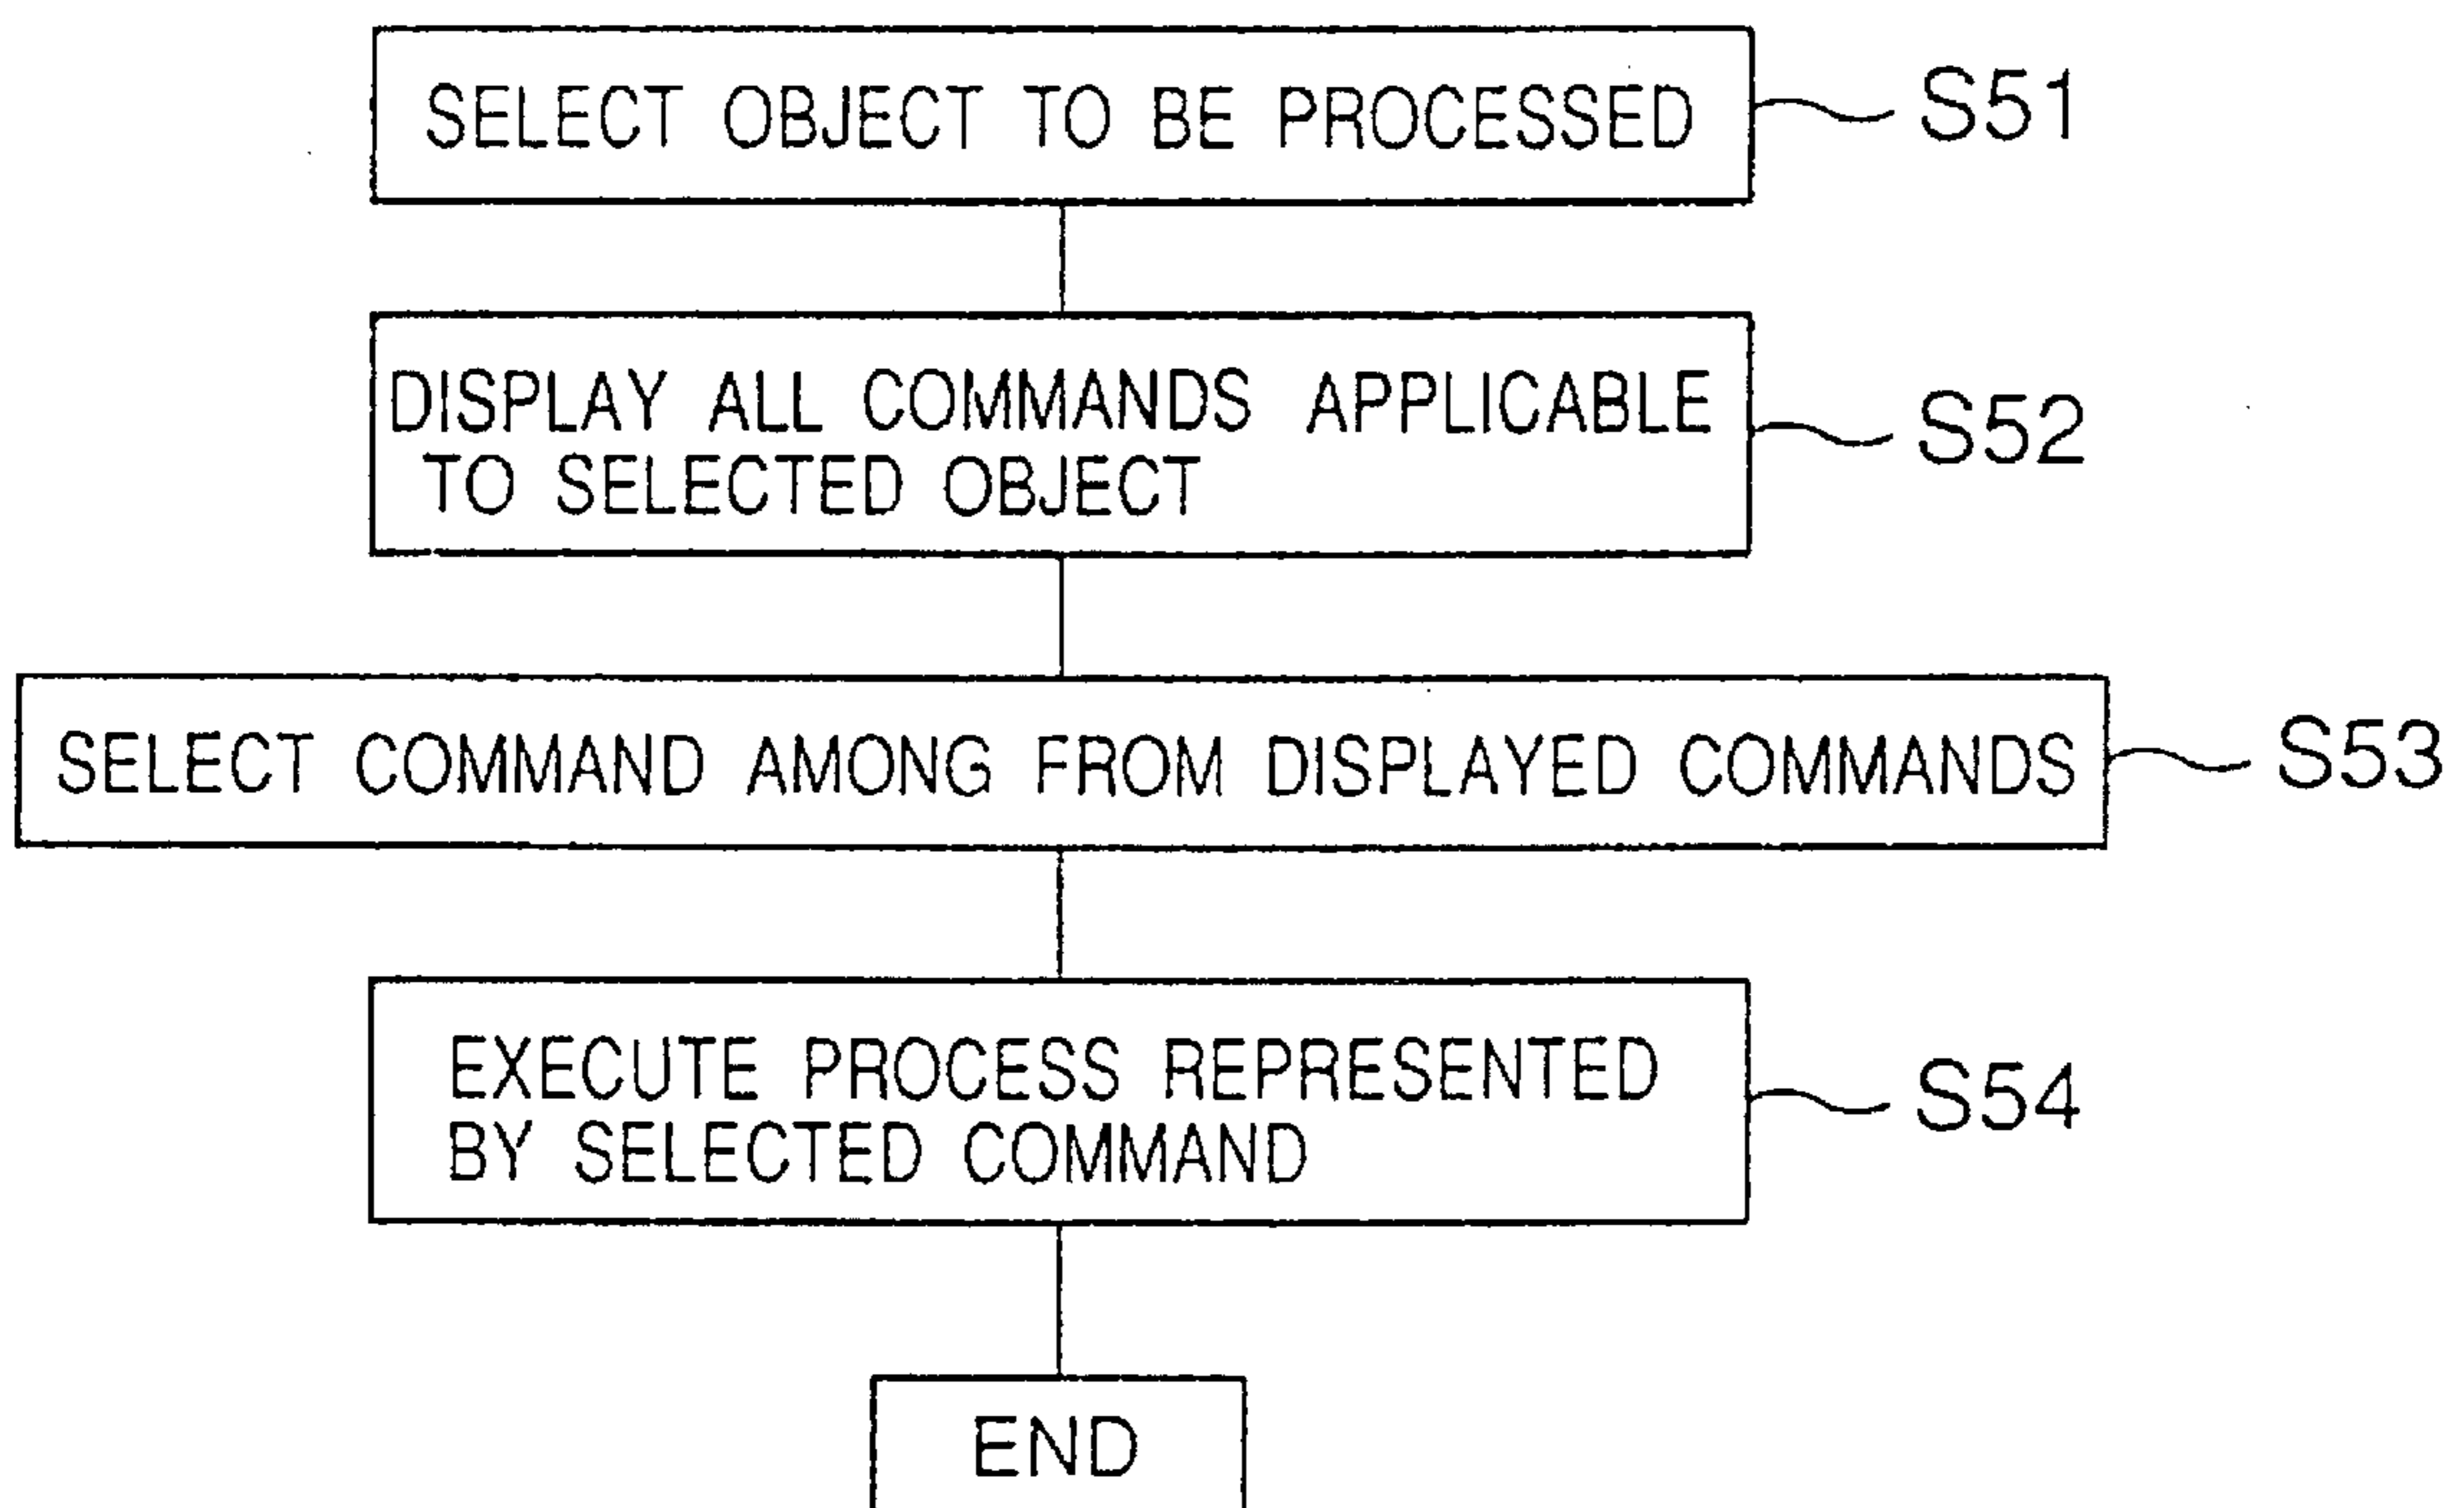 SELECT OBJECT TO BE PROCESSED
S51
DISPLAY ALL COMMANDS APPLICABLE
TO SELECTED OBJECT
S52
SELECT COMMAND AMONG FROM DISPLAYED COMMANDS
S53
EXECUTE PROCESS REPRESENTED
BY SELECTED COMMAND
S54
END